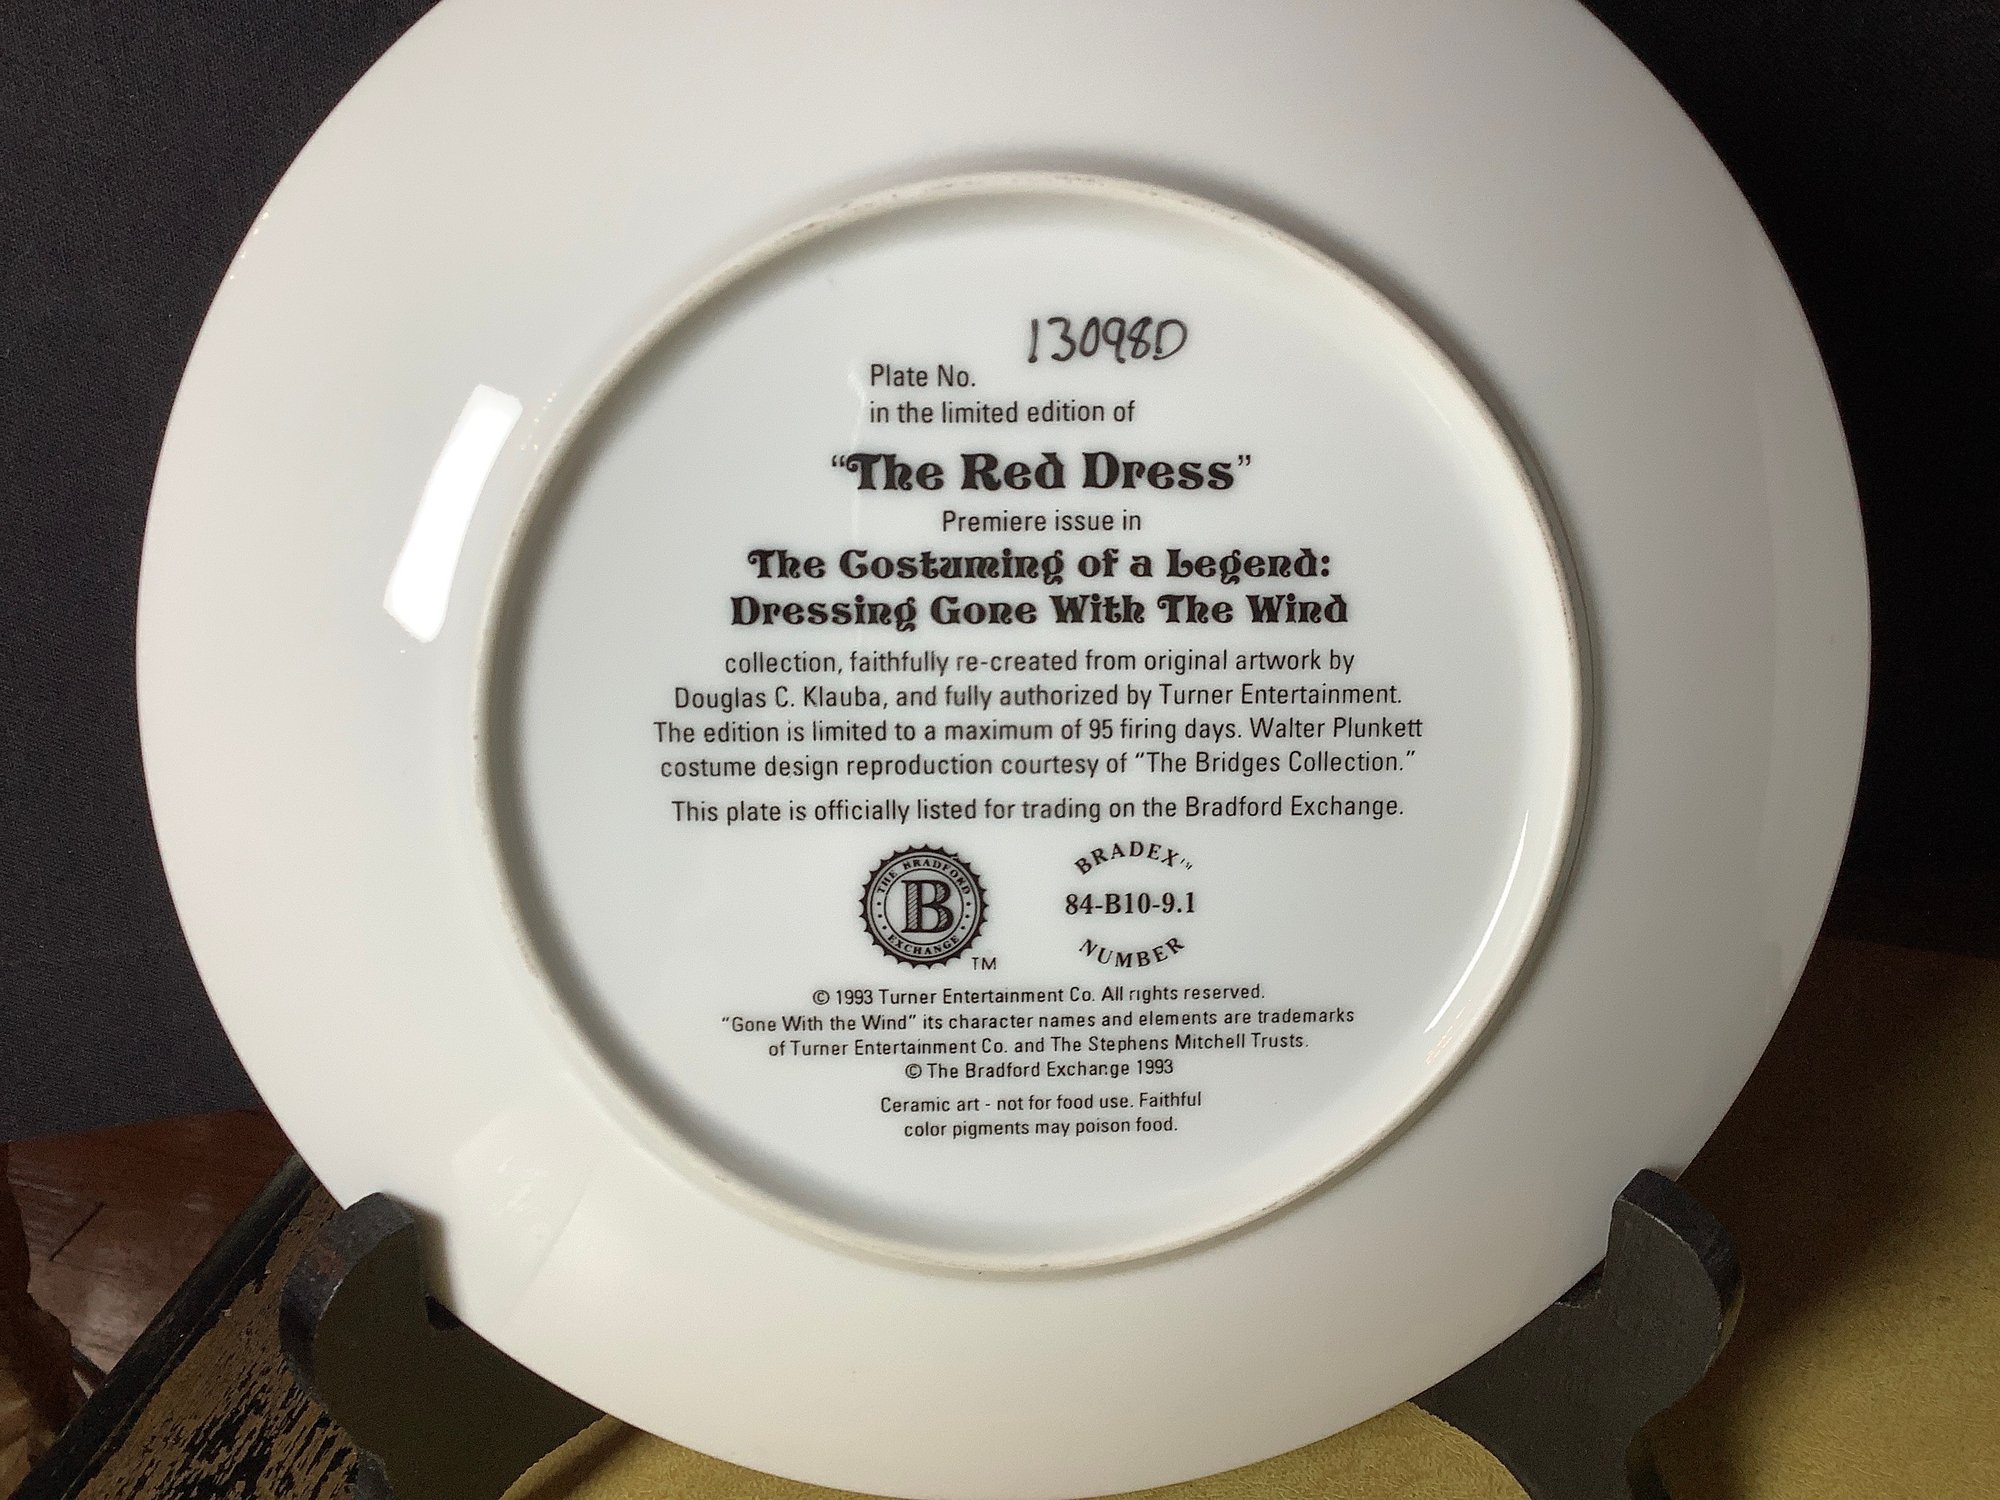 13098D
Plate No.
in the limited edition of
“The Red Dress”
Premiere issue in
The Costuming of a Legend:
Dressing Gone With The Wind
collection, faithfully re-created from original artwork by
Douglas C. Klauba, and fully authorized by Turner Entertainment.
The edition is limited to a maximum of 95 firing days. Walter Plunkett
costume design reproduction courtesy of “The Bridges Collection.”
This plate is officially listed for trading on the Bradford Exchange.
THE BRADFORD
B
EXCHANGE
TM
BRADEX™
84-B10-9.1
NUMBER
© 1993 Turner Entertainment Co. All rights reserved.
“Gone With the Wind” its character names and elements are trademarks
of Turner Entertainment Co. and The Stephens Mitchell Trusts.
© The Bradford Exchange 1993
Ceramic art - not for food use. Faithful
color pigments may poison food.